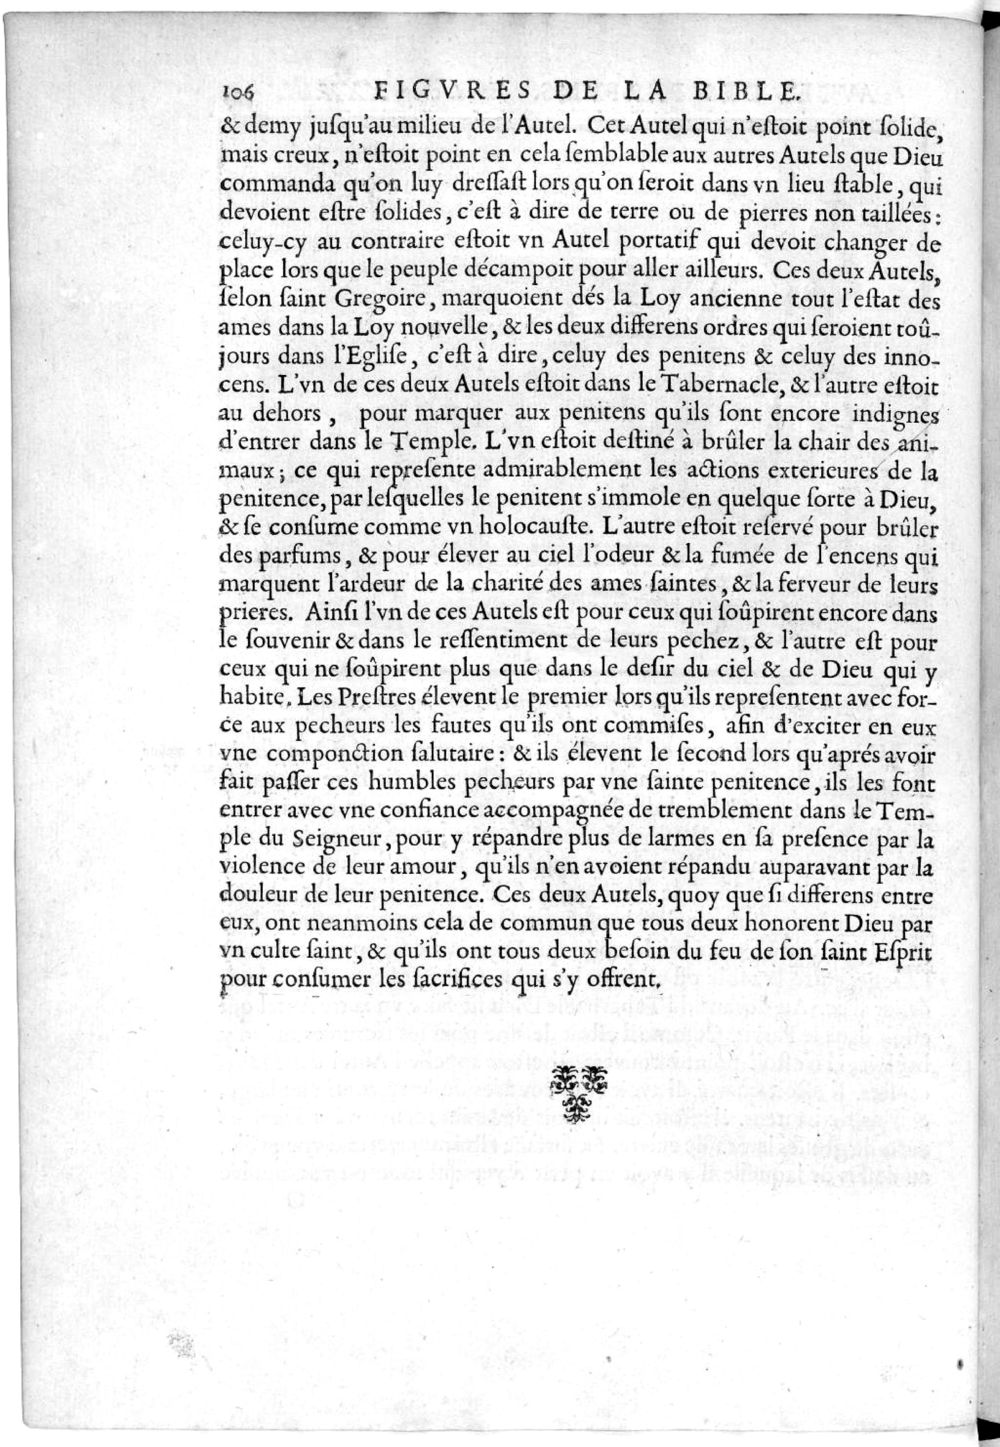 106 FIGVRES DE LA BIBLE.
& demy juſqu'au milieu de l'Autel. Cet Autel qui n'eſtoit point ſolide,
mais creux, n'eſtoit point en cela ſemblable aux autres Autels que Dieu
commanda qu'on luy dreſſaſt lors qu'on ſeroit dans vn lieu ſtable, qui
devoient eſtre ſolides, c'eſt à dire de terre ou de pierres non taillées:
celuy-cy au contraire eſtoit vn Autel portatif qui devoit changer de
place lors que le peuple décampoit pour aller ailleurs. Ces deux Autels,
ſelon ſaint Gregoire, marquoient dés la Loy ancienne tout l'eſtat des
ames dans la Loy nouvelle, & les deux differens ordres qui ſeroient toû-
jours dans l'Egliſe, c'eſt à dire, celuy des penitens & celuy des inno-
cens. L'vn de ces deux Autels eſtoit dans le Tabernacle, & l'autre eſtoit
au dehors, pour marquer aux penitens qu'ils ſont encore indignes
d'entrer dans le Temple. L'vn eſtoit deſtiné à brûler la chair des ani-
maux; ce qui repreſente admirablement les actions exterieures de la
penitence, par leſquelles le penitent s'immole en quelque ſorte à Dieu,
& ſe conſume comme vn holocauſte. L'autre eſtoit reſervé pour brûler
des parfums, & pour élever au ciel l'odeur & la fumée de l'encens qui
marquent l'ardeur de la charité des ames ſaintes, & la ferveur de leurs
prieres. Ainſi l'vn de ces Autels eſt pour ceux qui ſoûpirent encore dans
le ſouvenir & dans le reſſentiment de leurs pechez, & l'autre eſt pour
ceux qui ne ſoûpirent plus que dans le deſir du ciel & de Dieu qui y
habite. Les Preſtres élevent le premier lors qu'ils repreſentent avec for-
ce aux pecheurs les fautes qu'ils ont commiſes, afin d'exciter en eux
vne componction ſalutaire: & ils élevent le ſecond lors qu'aprés avoir
fait paſſer ces humbles pecheurs par vne ſainte penitence, ils les font
entrer avec vne confiance accompagnée de tremblement dans le Tem-
ple du Seigneur, pour y répandre plus de larmes en ſa preſence par la
violence de leur amour, qu'ils n'en avoient répandu auparavant par la
douleur de leur penitence. Ces deux Autels, quoy que ſi differens entre
eux, ont neanmoins cela de commun que tous deux honorent Dieu par
vn culte ſaint, & qu'ils ont tous deux beſoin du feu de ſon ſaint Eſprit
pour conſumer les ſacrifices qui s'y offrent.